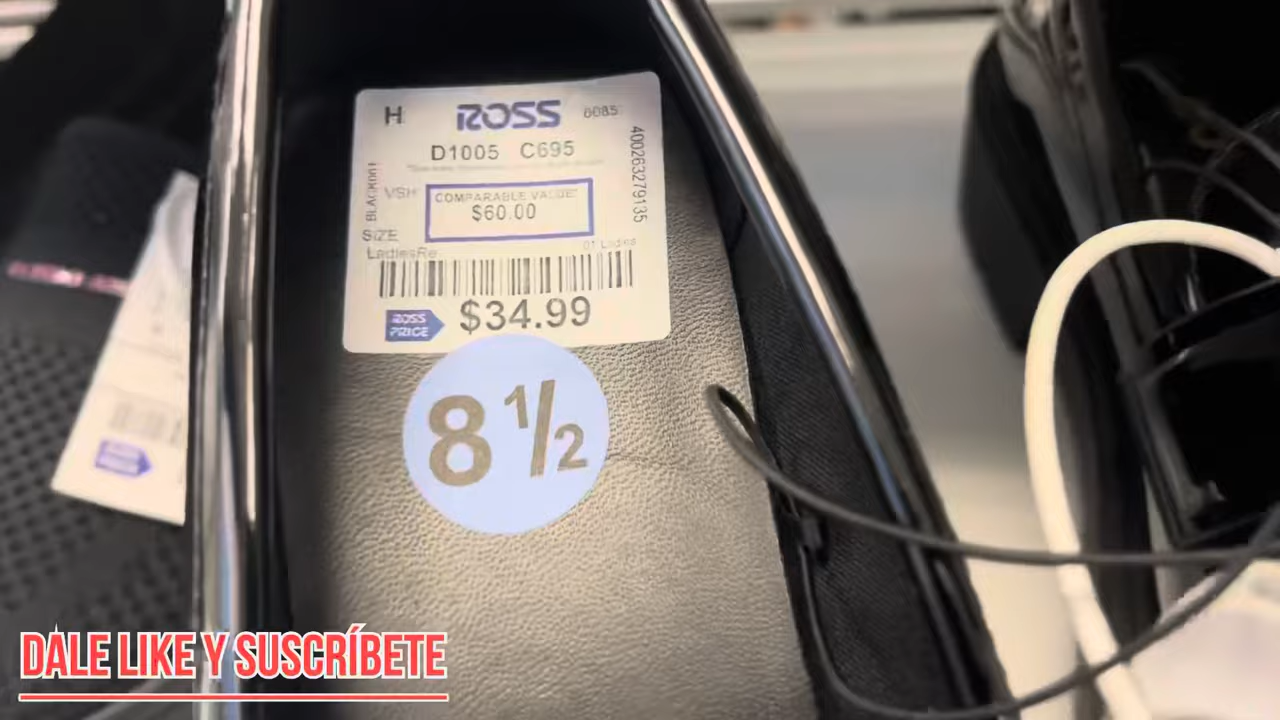 H ROSS 0085
D1005 C695
BLACK001
VSH
COMPARABLE VALUE*
$60.00
400263279135
SIZE
LadiesRe
01 Ladies
ROSS PRICE
$34.99
8 1/2
DALE LIKE Y SUSCRÍBETE